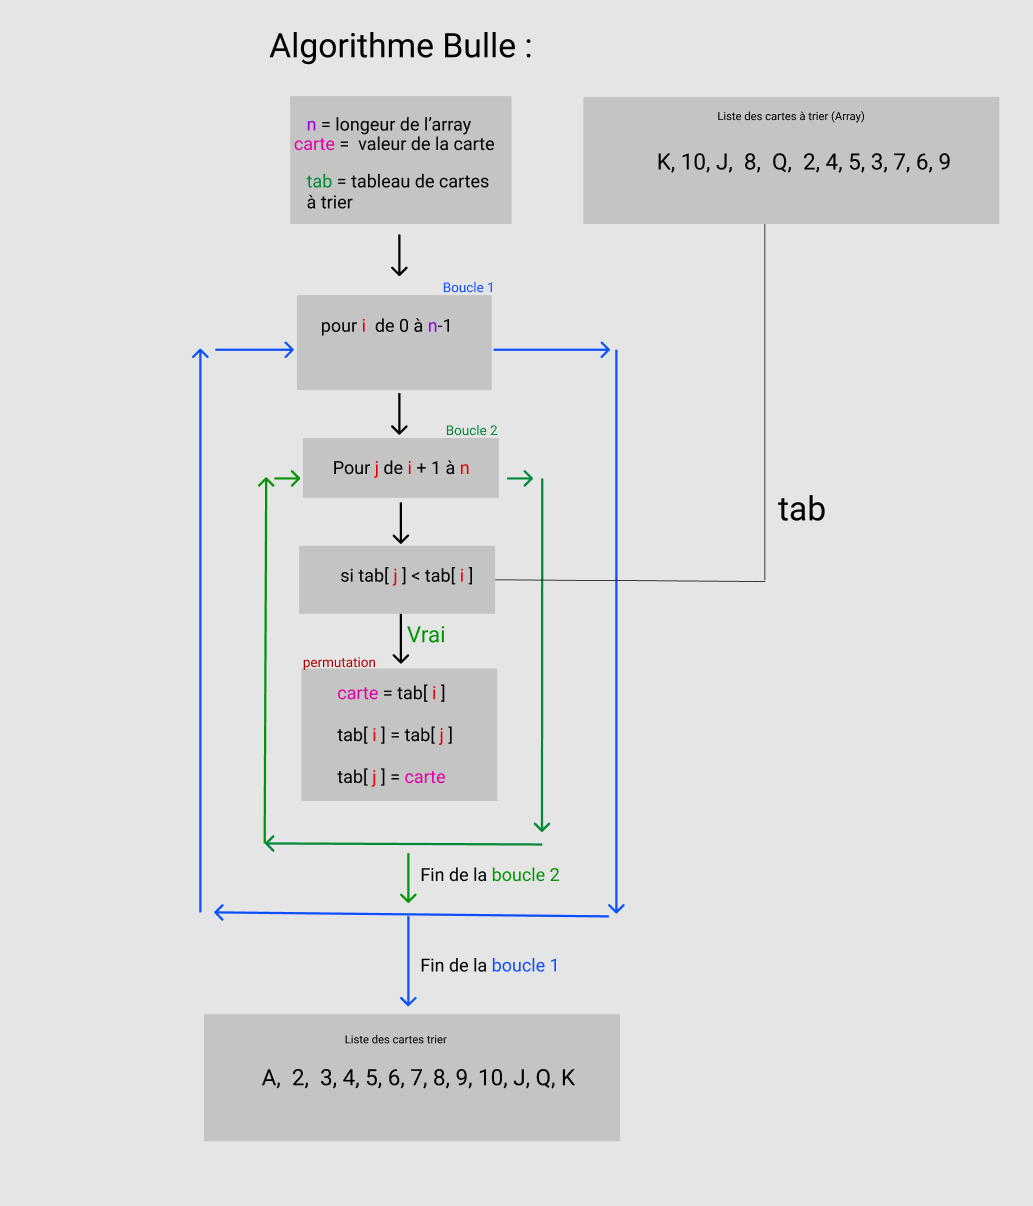 Algorithme Bulle :
n = longeur de l’array
carte = valeur de la carte
tab = tableau de cartes
à trier
Liste des cartes à trier (Array)
K, 10, J, 8, Q, 2, 4, 5, 3, 7, 6, 9
Boucle 1
pour i de 0 à n-1
Boucle 2
Pour j de i + 1 à n
tab
si tab[ j ] < tab[ i ]
Vrai
permutation
carte = tab[ i ]
tab[ i ] = tab[ j ]
tab[ j ] = carte
Fin de la boucle 2
Fin de la boucle 1
Liste des cartes trier
A, 2, 3, 4, 5, 6, 7, 8, 9, 10, J, Q, K